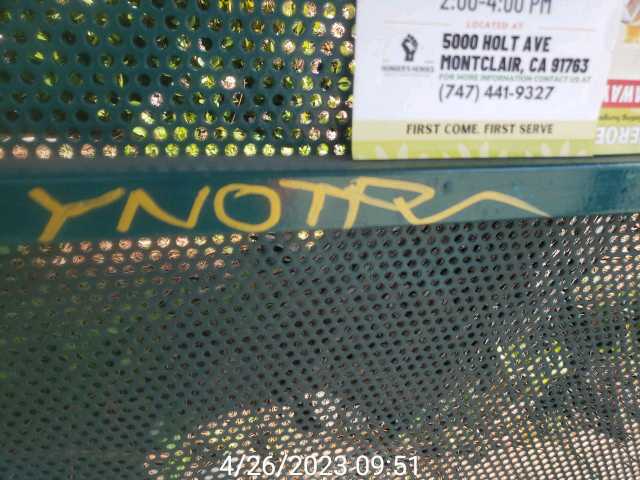 2:00-4:00 PM
LOCATED AT
5000 HOLT AVE
MONTCLAIR, CA 91763
FOR MORE INFORMATION CONTACT US AT
(747) 441-9327
FIRST COME, FIRST SERVE
YNOT
4/26/2023 09:51